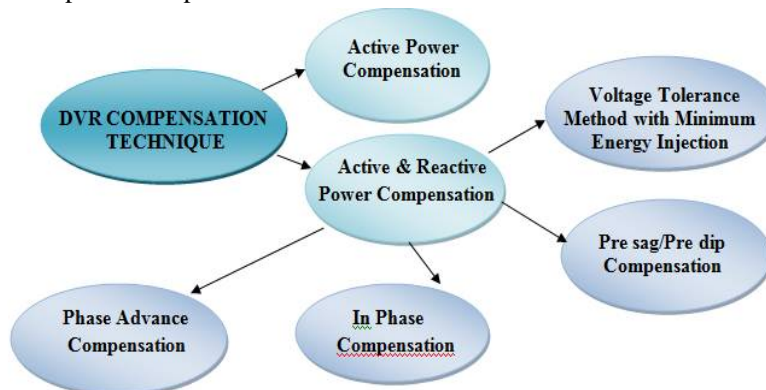 Active Power
Compensation
DVR COMPENSATION
TECHNIQUE
Voltage Tolerance
Method with Minimum
Energy Injection
Active & Reactive
Power Compensation
Pre sag/Pre dip
Compensation
Phase Advance
Compensation
In Phase
Compensation